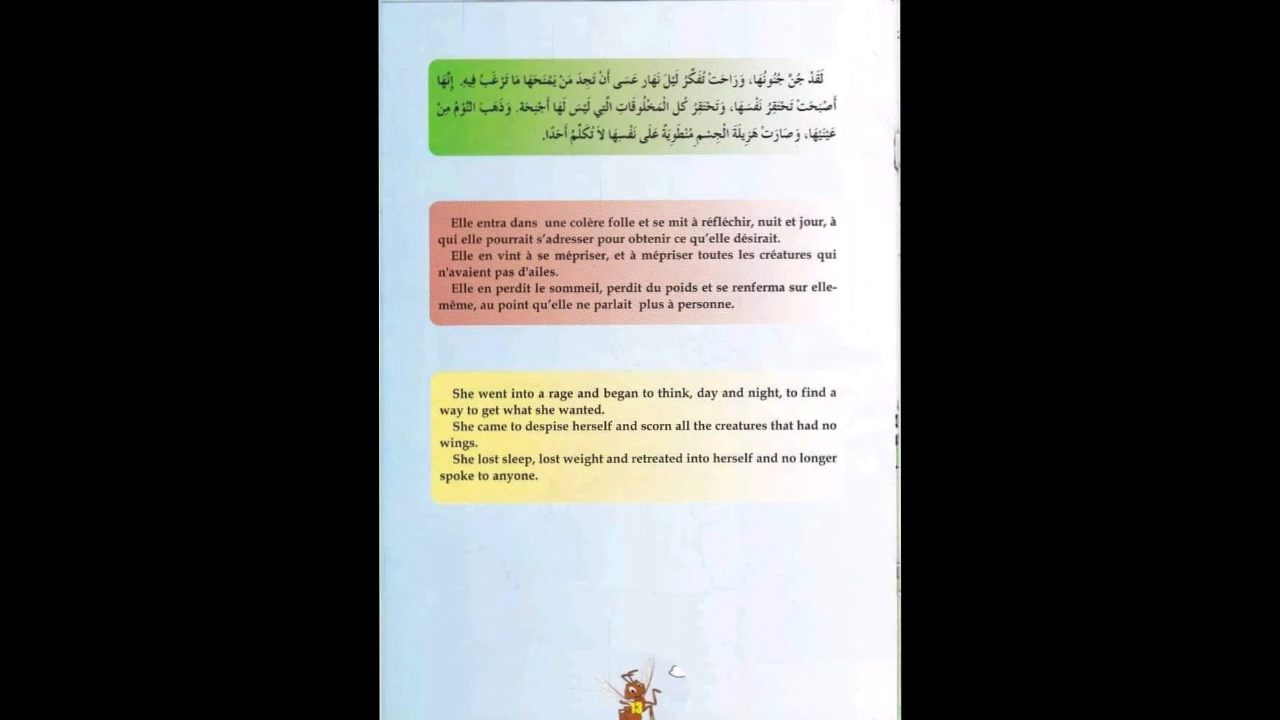 لَقَدْ جُنَّ جُنُونُهَا، وَرَاحَتْ تُفَكِّرُ لَيْلَ نَهَارٍ عَسَى أَنْ تَجِدَ مَنْ يَمْنَحَهَا مَا تَرْغَبُ فِيهِ. إِنَّهَا
أَصْبَحَتْ تَحْتَقِرُ نَفْسَهَا، وَتَحْتَقِرُ كُل الْمَخْلُوقَاتِ الَّتِي لَيْسَ لَهَا أَجْنِحَة. وَذَهَبَ النَّوْمُ مِنْ
عَيْنَيْهَا، وَصَارَتْ هَزِيلَةَ الْجِسْمِ مُنْطَوِيَةٌ عَلَى نَفْسِهَا لاَ تُكَلِّمُ أَحَدًا.
Elle entra dans une colère folle et se mit à réfléchir, nuit et jour, à
qui elle pourrait s'adresser pour obtenir ce qu'elle désirait.
Elle en vint à se mépriser, et à mépriser toutes les créatures qui
n'avaient pas d'ailes.
Elle en perdit le sommeil, perdit du poids et se renferma sur elle-
même, au point qu'elle ne parlait plus à personne.
She went into a rage and began to think, day and night, to find a
way to get what she wanted.
She came to despise herself and scorn all the creatures that had no
wings.
She lost sleep, lost weight and retreated into herself and no longer
spoke to anyone.
13